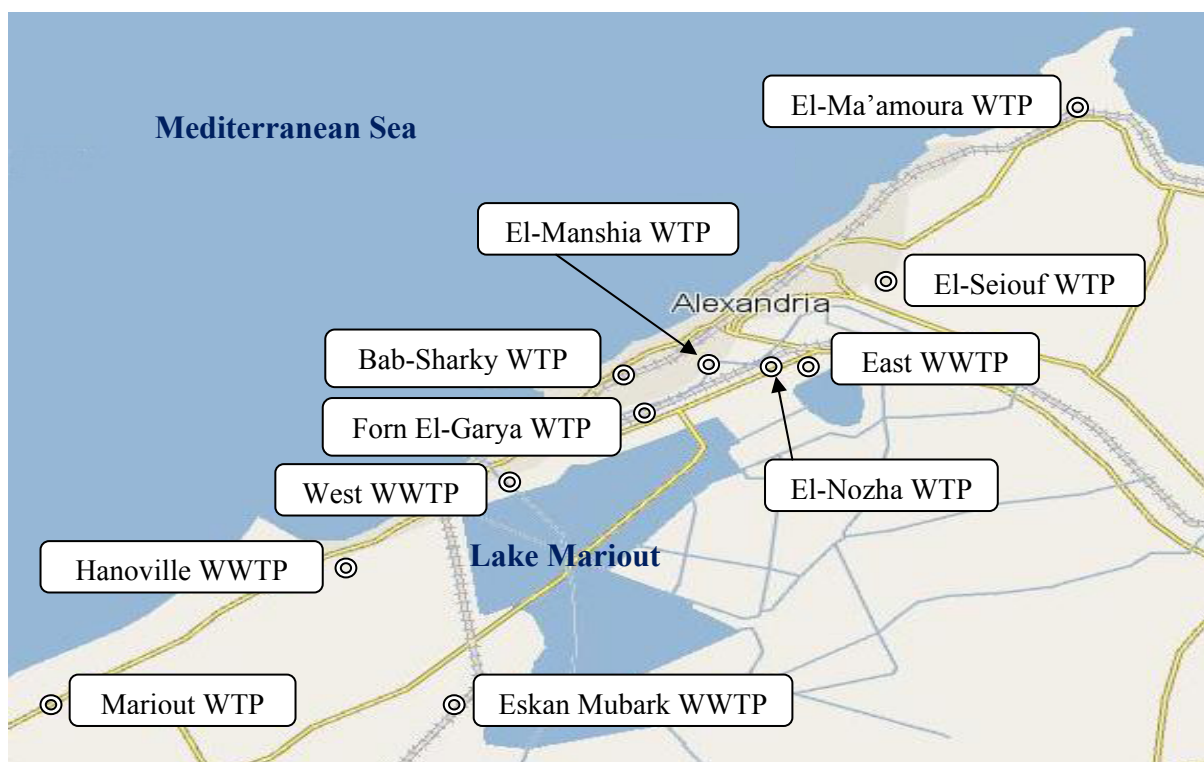 El-Ma’amoura WTP
Mediterranean Sea
El-Manshia WTP
El-Seiouf WTP
Alexandria
Bab-Sharky WTP
East WWTP
Forn El-Garya WTP
West WWTP
El-Nozha WTP
Lake Mariout
Hanoville WWTP
Mariout WTP
Eskan Mubark WWTP